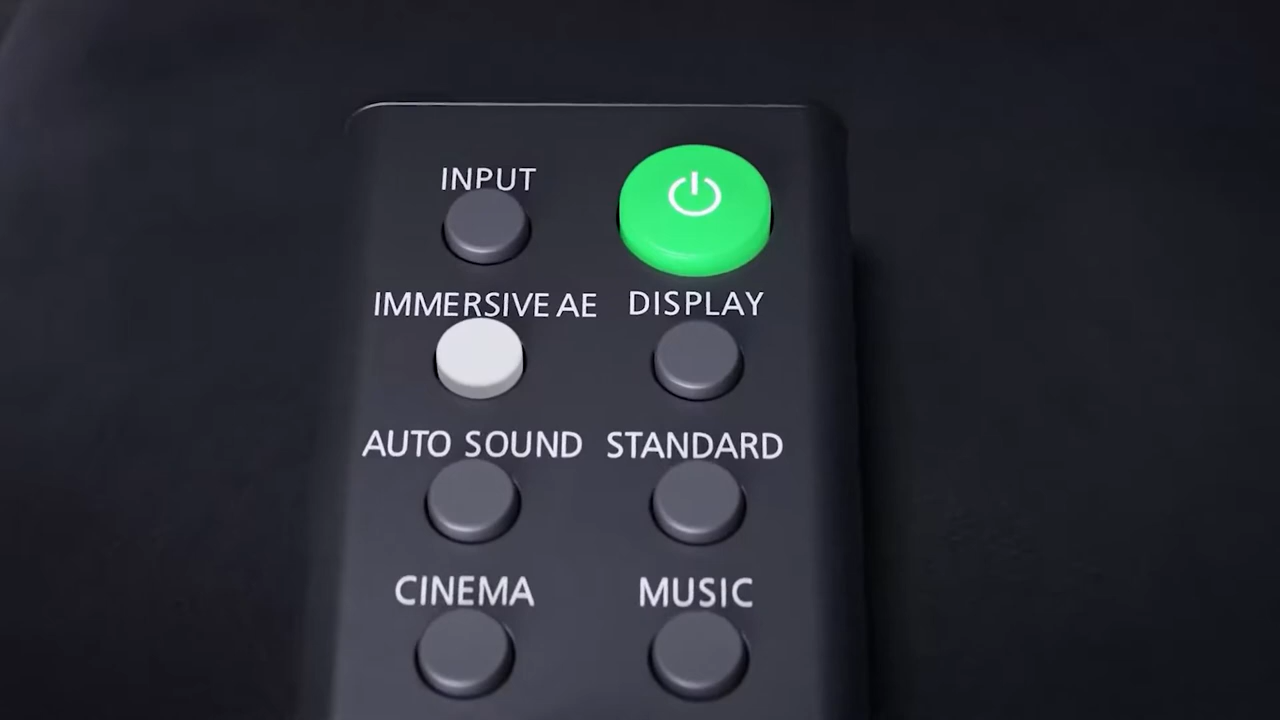 INPUT
IMMERSIVE AE DISPLAY
AUTO SOUND STANDARD
CINEMA MUSIC